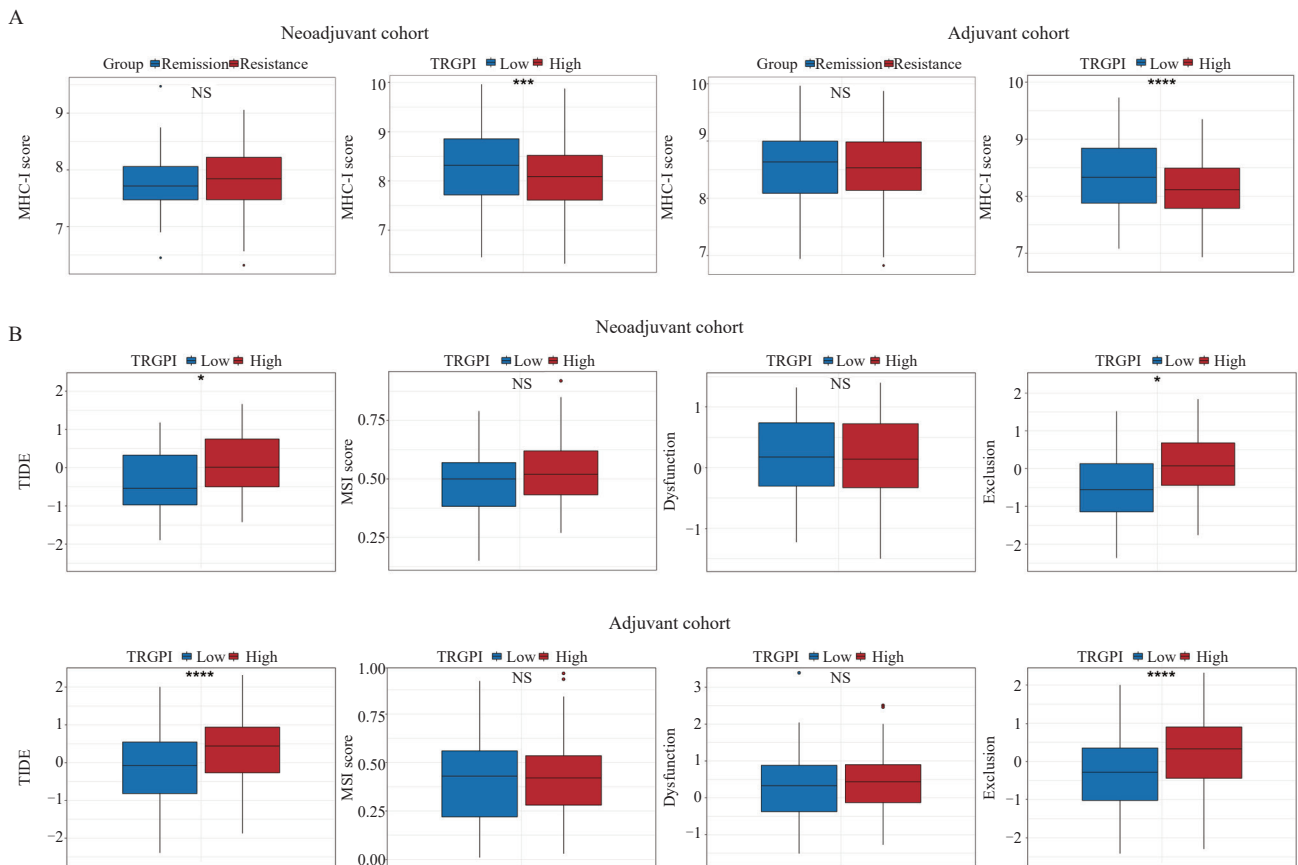 A
Neoadjuvant cohort
Adjuvant cohort
Group Remission Resistance
TRGPI Low High
Group Remission Resistance
TRGPI Low High
NS
***
NS
****
MHC-I score
9
8
7
MHC-I score
10
9
8
7
MHC-I score
10
9
8
7
MHC-I score
10
9
8
7
B
Neoadjuvant cohort
TRGPI Low High
TRGPI Low High
TRGPI Low High
TRGPI Low High
*
NS
NS
*
TIDE
2
1
0
−1
−2
MSI score
0.75
0.50
0.25
Dysfunction
1
0
−1
Exclusion
2
1
0
−1
−2
Adjuvant cohort
TRGPI Low High
TRGPI Low High
TRGPI Low High
TRGPI Low High
****
NS
NS
****
TIDE
2
1
0
−1
−2
MSI score
1.00
0.75
0.50
0.25
0.00
Dysfunction
3
2
1
0
−1
Exclusion
2
1
0
−1
−2